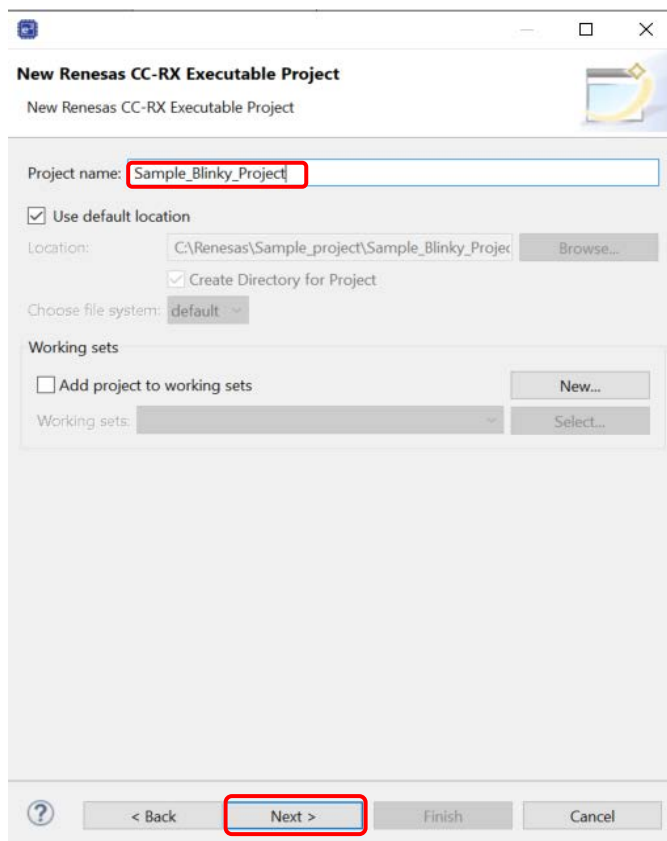 New Renesas CC-RX Executable Project
New Renesas CC-RX Executable Project
Project name: Sample_Blinky_Project
Use default location
Location: C:\Renesas\Sample_project\Sample_Blinky_Projec Browse...
Create Directory for Project
Choose file system: default
Working sets
Add project to working sets New...
Working sets: Select...
? < Back Next > Finish Cancel